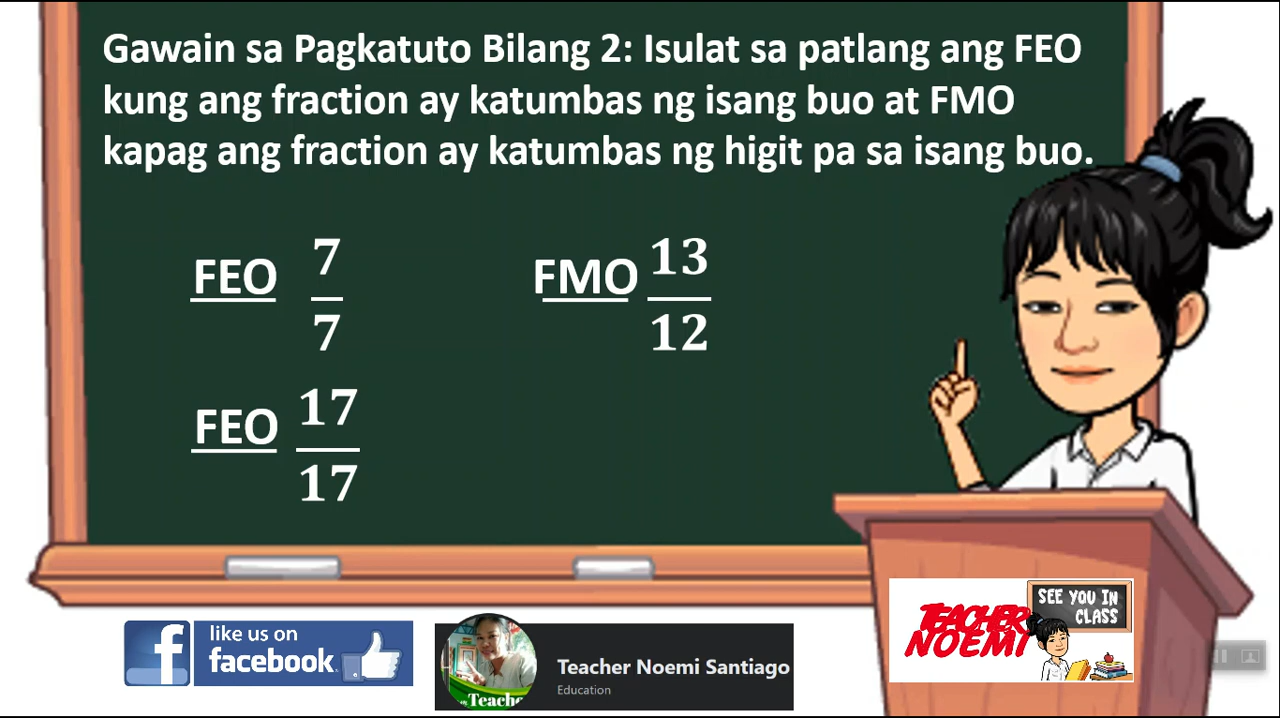 Gawain sa Pagkatuto Bilang 2: Isulat sa patlang ang FEO
kung ang fraction ay katumbas ng isang buo at FMO
kapag ang fraction ay katumbas ng higit pa sa isang buo.
FEO 7/7 FMO 13/12
FEO 17/17
like us on
facebook.
Teacher Noemi Santiago
Education
TEACHER
NOEMI
SEE YOU IN
CLASS